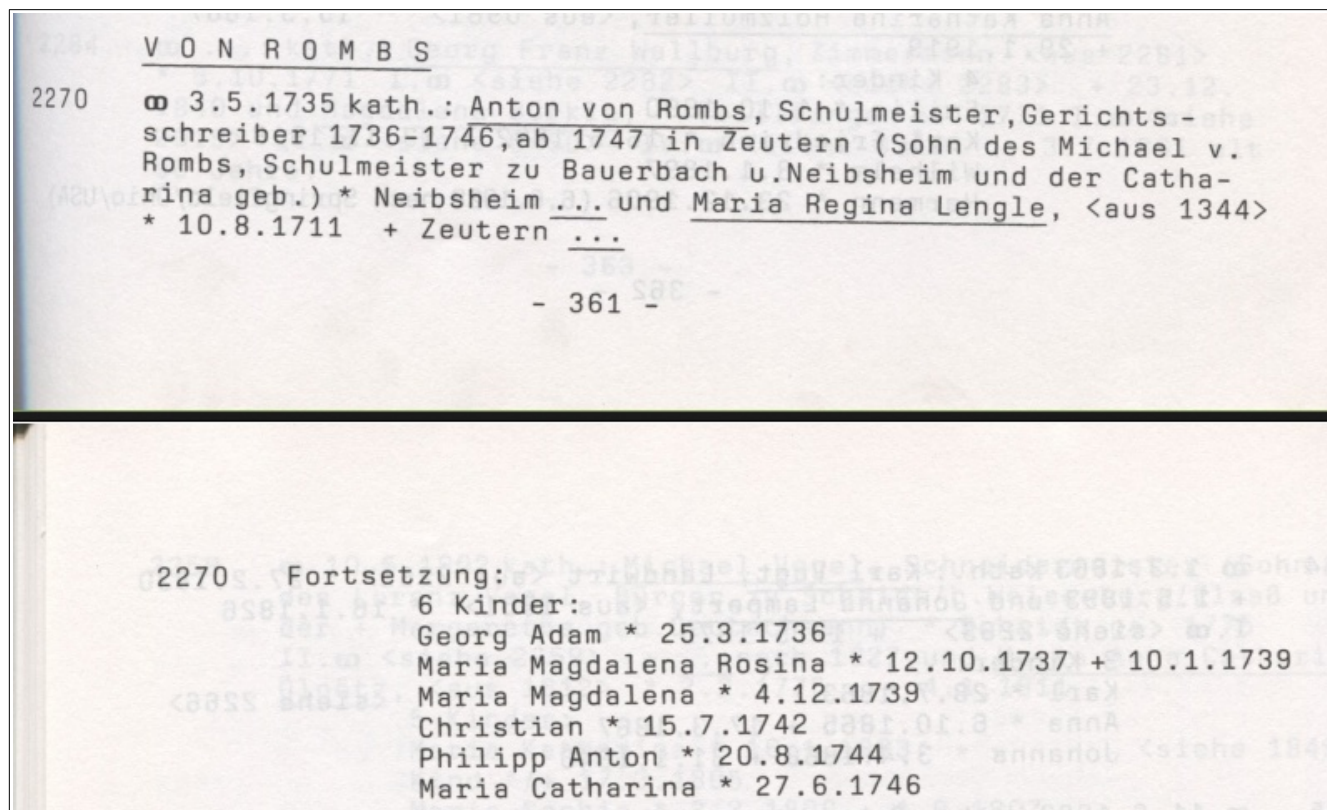 V O N R O M B S
2270 ⚭ 3.5.1735 kath.: Anton von Rombs, Schulmeister,Gerichts-
schreiber 1736-1746,ab 1747 in Zeutern (Sohn des Michael v.
Rombs, Schulmeister zu Bauerbach u.Neibsheim und der Catha-
rina geb.) * Neibsheim ... und Maria Regina Lengle, <aus 1344>
* 10.8.1711 + Zeutern ...
- 361 -
2270 Fortsetzung:
6 Kinder:
Georg Adam * 25.3.1736
Maria Magdalena Rosina * 12.10.1737 + 10.1.1739
Maria Magdalena * 4.12.1739
Christian * 15.7.1742
Philipp Anton * 20.8.1744
Maria Catharina * 27.6.1746